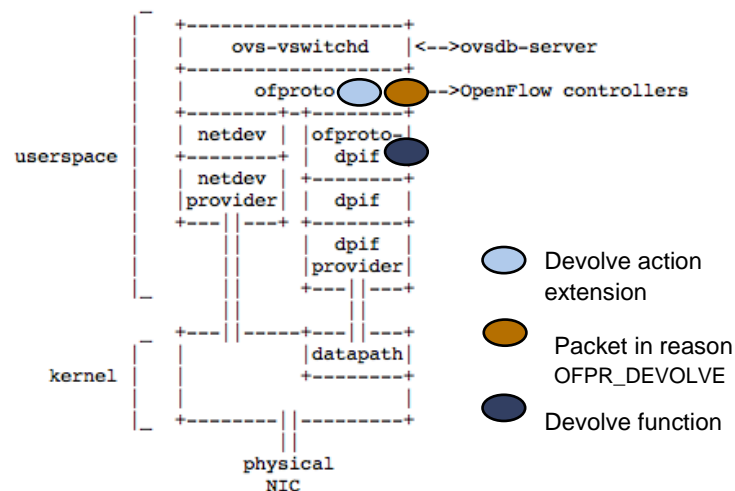 ovs-vswitchd <-->ovsdb-server
ofproto -->OpenFlow controllers
netdev ofproto-
userspace dpif
netdev
provider dpif
dpif
provider
Devolve action
extension
Packet in reason
OFPR_DEVOLVE
datapath
kernel
Devolve function
physical
NIC